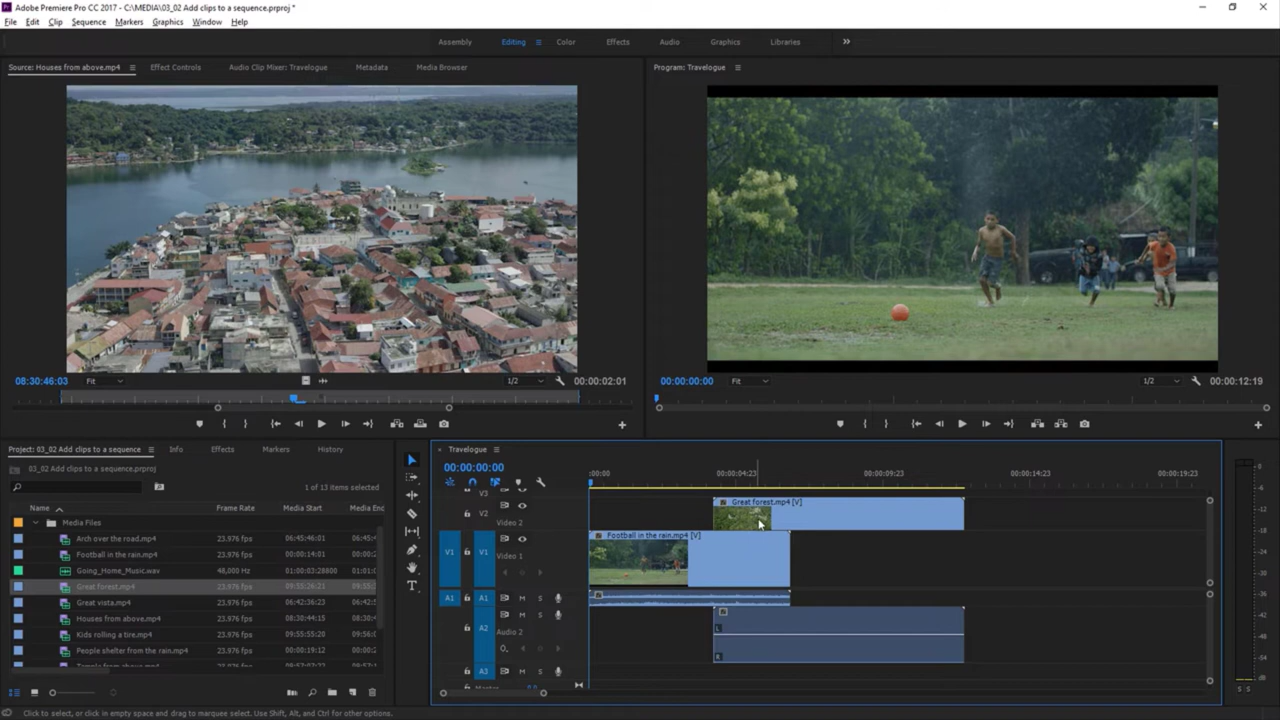 Adobe Premiere Pro CC 2017 - C:\MEDIA\03_02 Add clips to a sequence.prproj *
File Edit Clip Sequence Markers Graphics Window Help
Assembly Editing Color Effects Audio Graphics Libraries
Source: Houses from above.mp4 Effect Controls Audio Clip Mixer: Travelogue Metadata Media Browser
Program: Travelogue
08:30:46:03 Fit 1/2 00:00:02:01
00:00:00:00 Fit 1/2 00:00:12:19
Project: 03_02 Add clips to a sequence Info Effects Markers History
03_02 Add clips to a sequence.prproj
1 of 13 items selected
Name Frame Rate Media Start Media End
Media Files
Arch over the road.mp4 23.976 fps 06:45:46:01 06:45:4
Football in the rain.mp4 23.976 fps 00:00:14:01 00:00:2
Going_Home_Music.wav 48,000 Hz 01:00:03:28800 01:01:0
Great forest.mp4 23.976 fps 09:55:26:21 09:55:3
Great vista.mp4 23.976 fps 06:42:36:23 06:42:5
Houses from above.mp4 23.976 fps 08:30:44:15 08:30:4
Kids rolling a tire.mp4 23.976 fps 09:55:55:20 09:56:0
People shelter from the rain.mp4 23.976 fps 00:00:19:12 00:00:2
Travelogue
00:00:00:00
:00:00 00:00:04:23 00:00:09:23 00:00:14:23 00:00:19:23
V3
V2 Video 2
Great forest.mp4 [V]
V1 V1 Video 1
Football in the rain.mp4 [V]
A1 A1 M S
A2 M S
Audio 2
L
R
A3 M S
S S
Click to select, or click in empty space and drag to marquee select. Use Shift, Alt, and Ctrl for other options.